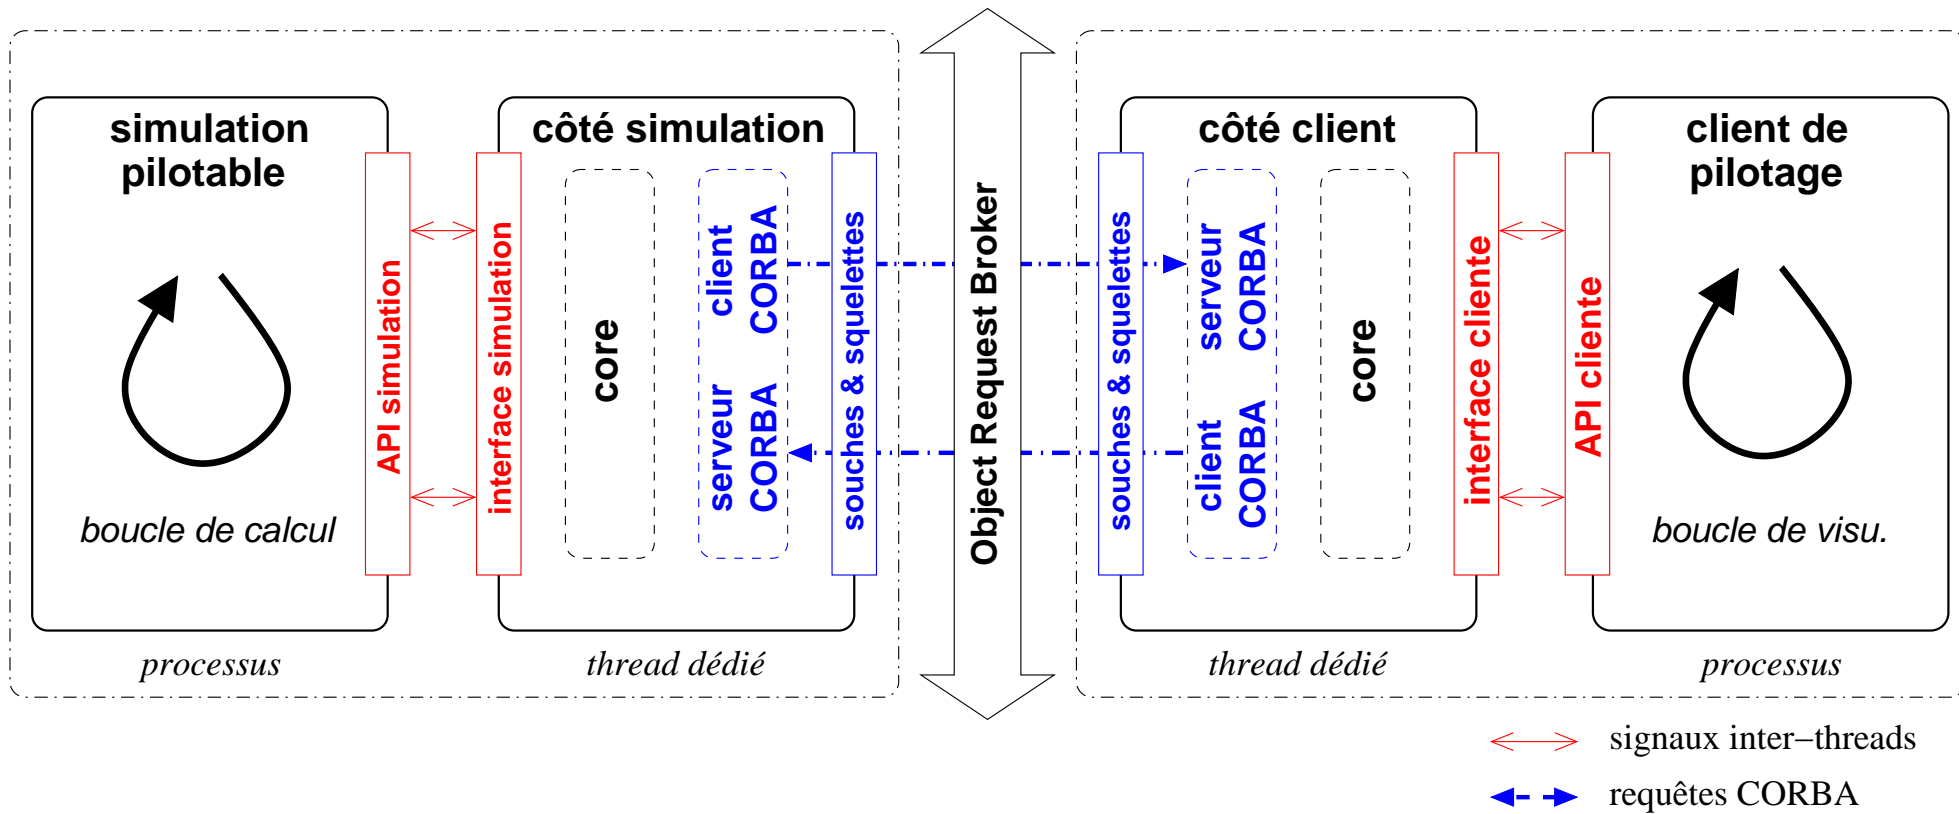 simulation
pilotable
boucle de calcul
processus
API simulation
interface simulation
côté simulation
core
client
CORBA
serveur
CORBA
souches & squelettes
thread dédié
Object Request Broker
côté client
souches & squelettes
serveur
CORBA
client
CORBA
core
interface cliente
thread dédié
API cliente
client de
pilotage
boucle de visu.
processus
signaux inter−threads
requêtes CORBA